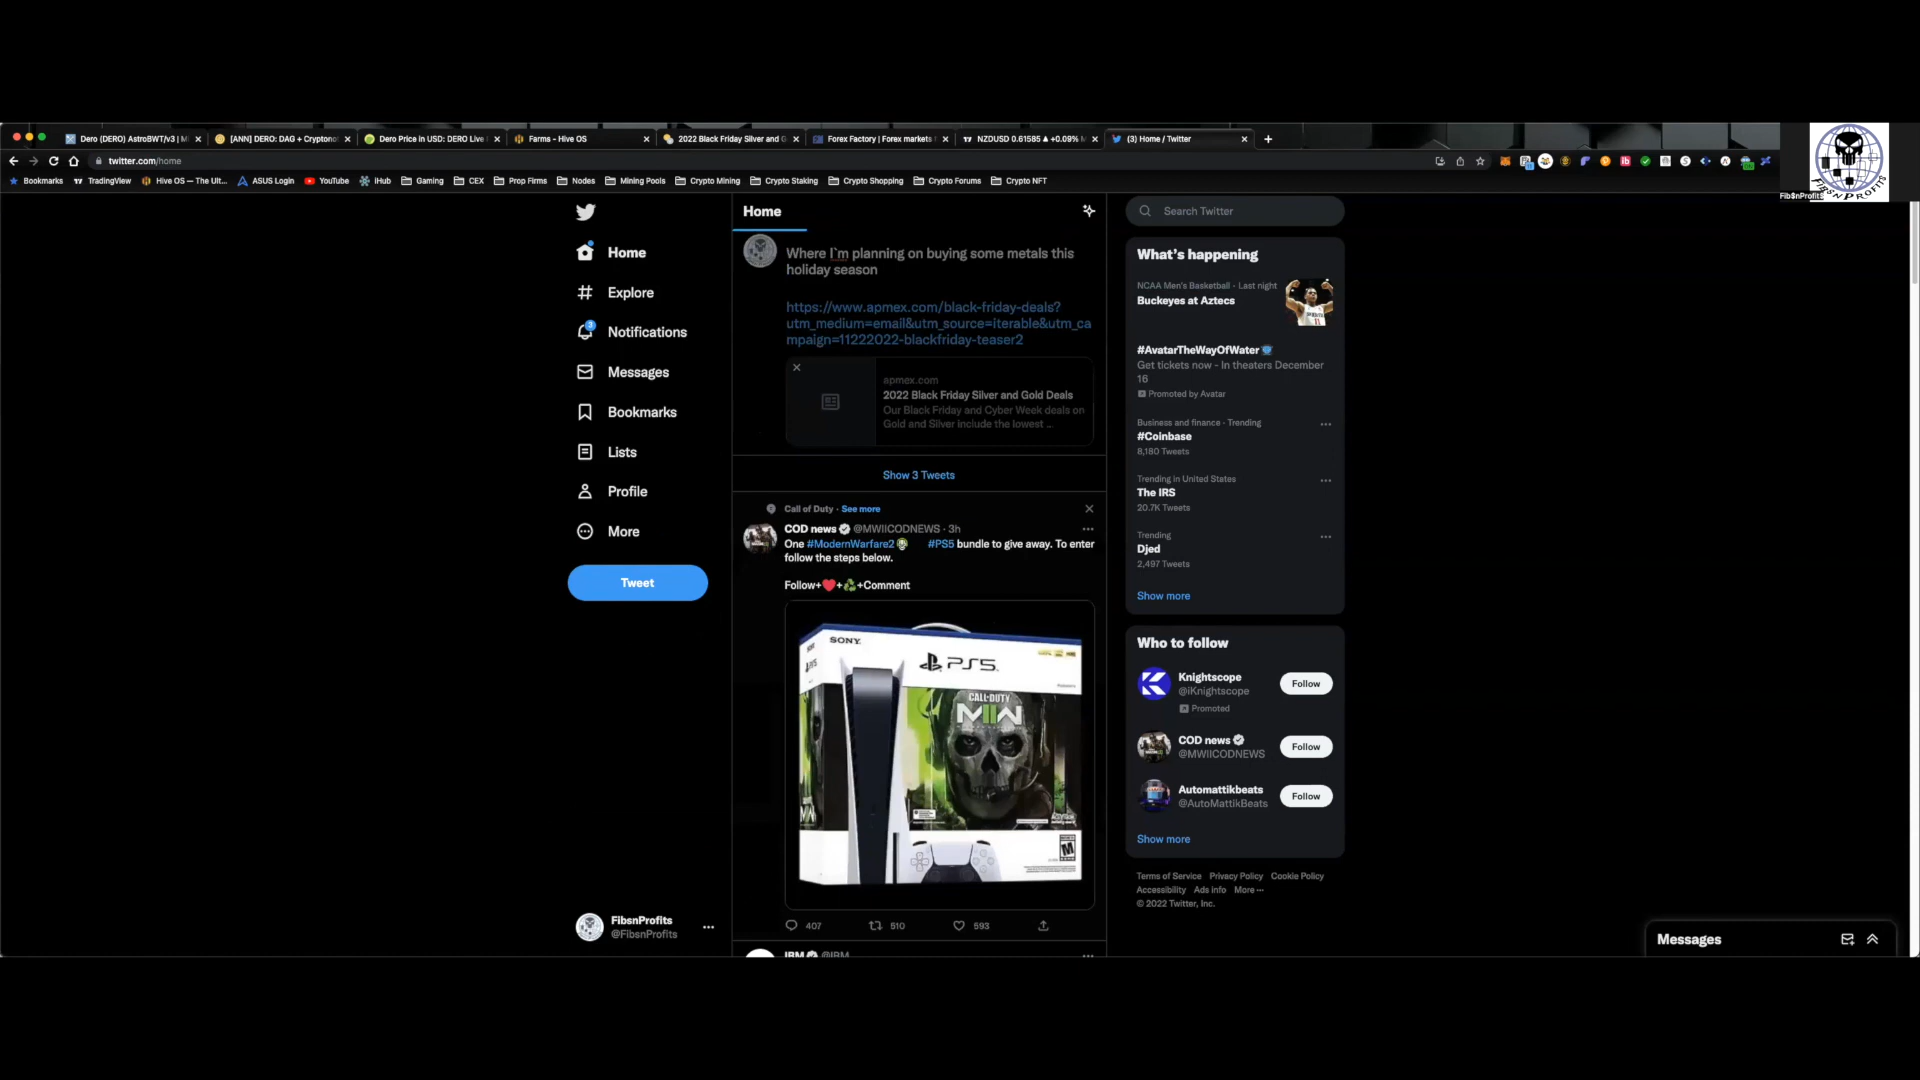 Dero (DERO) AstroBWT/v3 | M
[ANN] DERO: DAG + Cryptono
Dero Price in USD: DERO Live
Farms - Hive OS
2022 Black Friday Silver and G
Forex Factory | Forex markets
NZDUSD 0.61585 ▲ +0.09%
(3) Home / Twitter
twitter.com/home
Bookmarks
TradingView
Hive OS — The Ult...
ASUS Login
YouTube
iHub
Gaming
CEX
Prop Firms
Nodes
Mining Pools
Crypto Mining
Crypto Staking
Crypto Shopping
Crypto Forums
Crypto NFT
FIBSNPROFITS
Fib$nProfit$
Home
Explore
Notifications
3
Messages
Bookmarks
Lists
Profile
More
Tweet
FibsnProfits
@FibsnProfits
Home
Where I`m planning on buying some metals this
holiday season
https://www.apmex.com/black-friday-deals?
utm_medium=email&utm_source=iterable&utm_ca
mpaign=11222022-blackfriday-teaser2
apmex.com
2022 Black Friday Silver and Gold Deals
Our Black Friday and Cyber Week deals on
Gold and Silver include the lowest ...
Show 3 Tweets
Call of Duty · See more
COD news @MWIICODNEWS · 3h
One #ModernWarfare2 #PS5 bundle to give away. To enter
follow the steps below.
Follow+❤️+♻️+Comment
SONY
PS5
CALL·DUTY
MWII
M
407
510
593
IBM @IBM
Search Twitter
What's happening
NCAA Men's Basketball · Last night
Buckeyes at Aztecs
#AvatarTheWayOfWater
Get tickets now - In theaters December
16
Promoted by Avatar
Business and finance · Trending
#Coinbase
8,180 Tweets
Trending in United States
The IRS
20.7K Tweets
Trending
Djed
2,497 Tweets
Show more
Who to follow
Knightscope
@iKnightscope
Promoted
Follow
COD news
@MWIICODNEWS
Follow
Automattikbeats
@AutoMattikBeats
Follow
Show more
Terms of Service Privacy Policy Cookie Policy
Accessibility Ads info More ···
© 2022 Twitter, Inc.
Messages